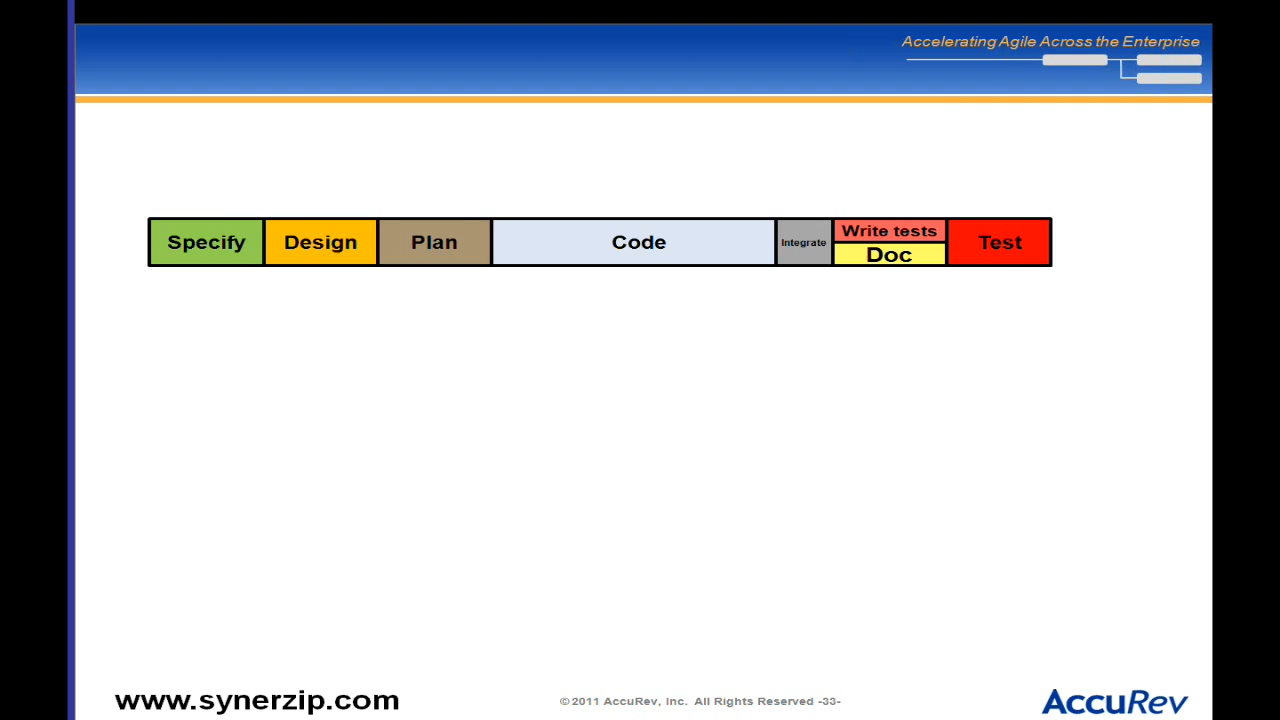 Accelerating Agile Across the Enterprise
Specify Design Plan Code Integrate Write tests Test
Doc
www.synerzip.com ©2011 AccuRev, Inc. All Rights Reserved -33- AccuRev